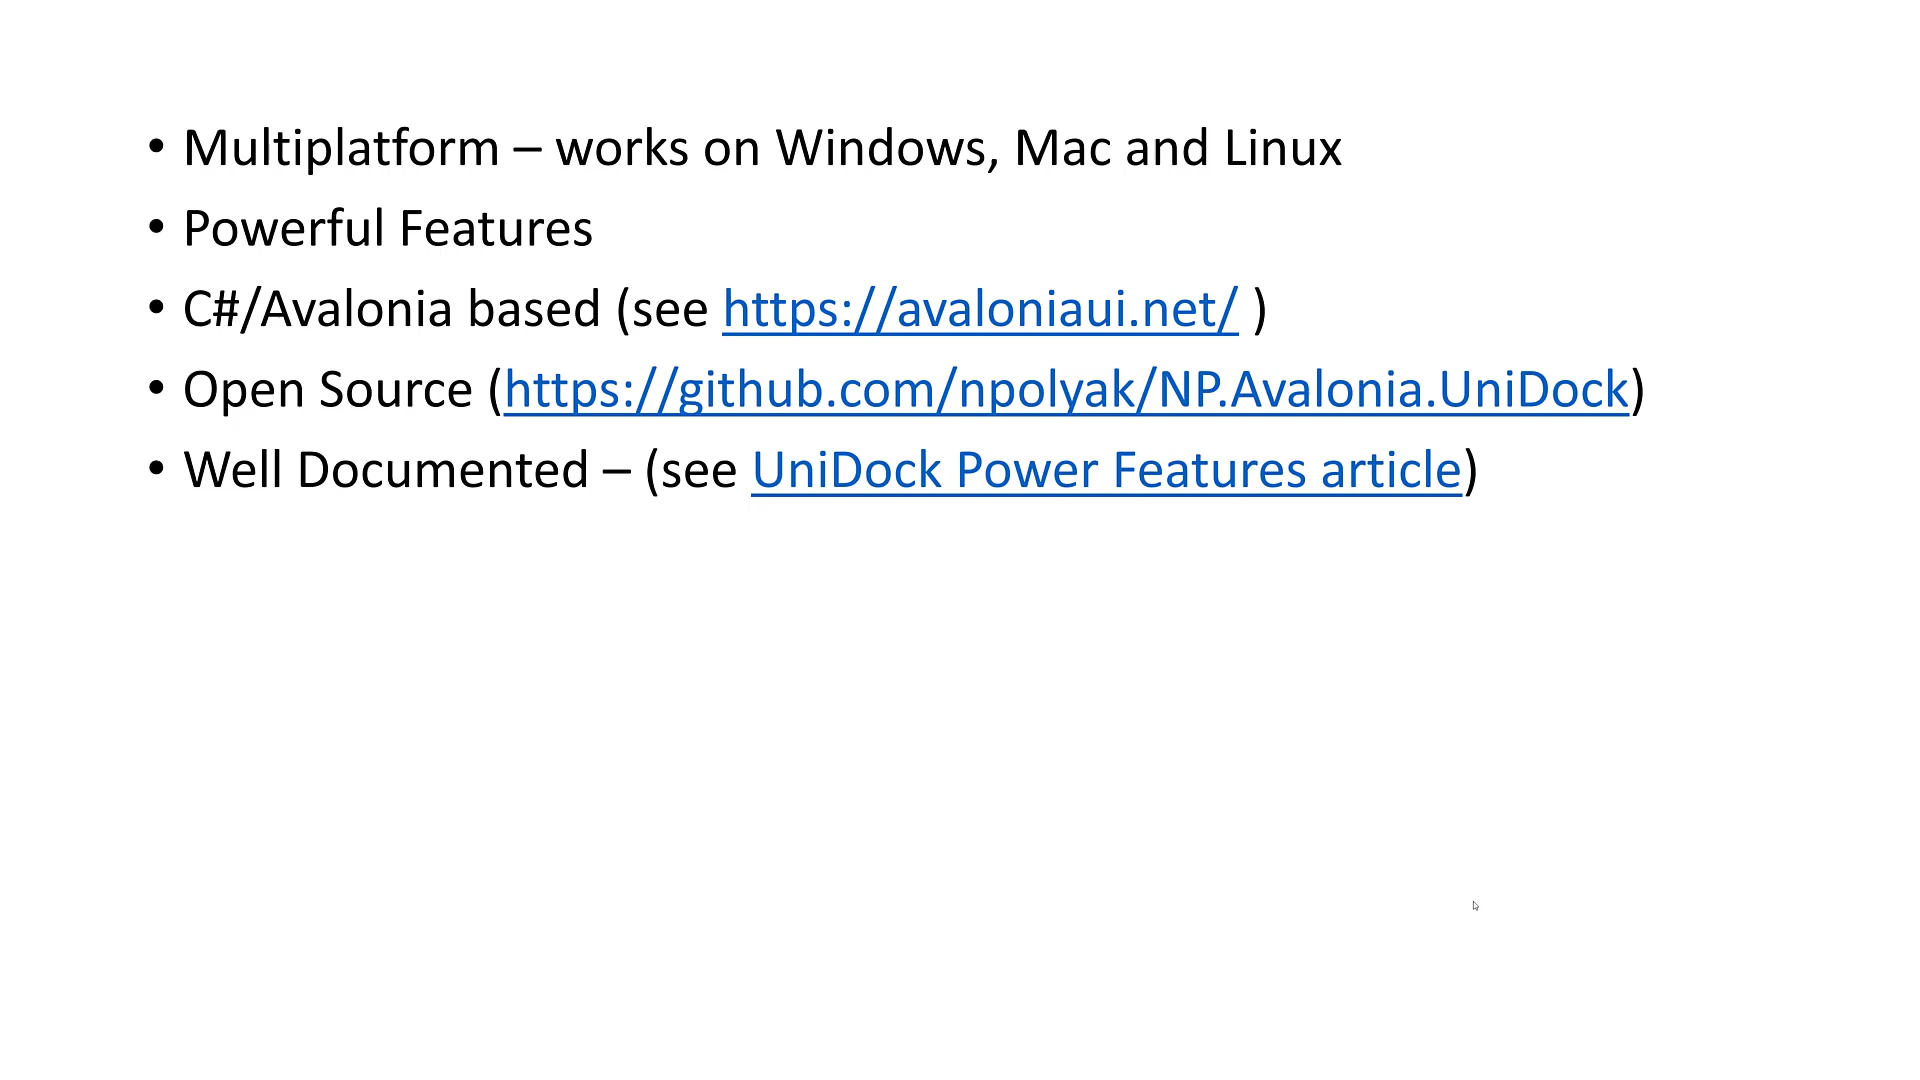 • Multiplatform – works on Windows, Mac and Linux
• Powerful Features
• C#/Avalonia based (see https://avaloniaui.net/ )
• Open Source (https://github.com/npolyak/NP.Avalonia.UniDock)
• Well Documented – (see UniDock Power Features article)